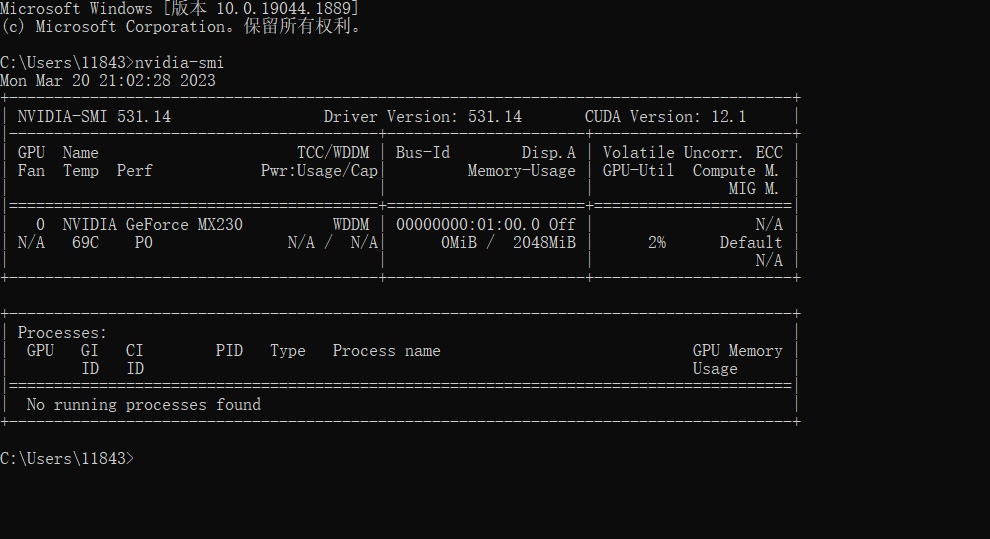 Microsoft Windows [版本 10.0.19044.1889]
(c) Microsoft Corporation。保留所有权利。
C:\Users\11843>nvidia-smi
Mon Mar 20 21:02:28 2023
NVIDIA-SMI 531.14 Driver Version: 531.14 CUDA Version: 12.1
GPU Name TCC/WDDM | Bus-Id Disp.A | Volatile Uncorr. ECC
Fan Temp Perf Pwr:Usage/Cap| Memory-Usage | GPU-Util Compute M.
MIG M.
0 NVIDIA GeForce MX230 WDDM | 00000000:01:00.0 Off | N/A
N/A 69C P0 N/A / N/A| 0MiB / 2048MiB | 2% Default
N/A
Processes:
GPU GI CI PID Type Process name GPU Memory
ID ID Usage
No running processes found
C:\Users\11843>